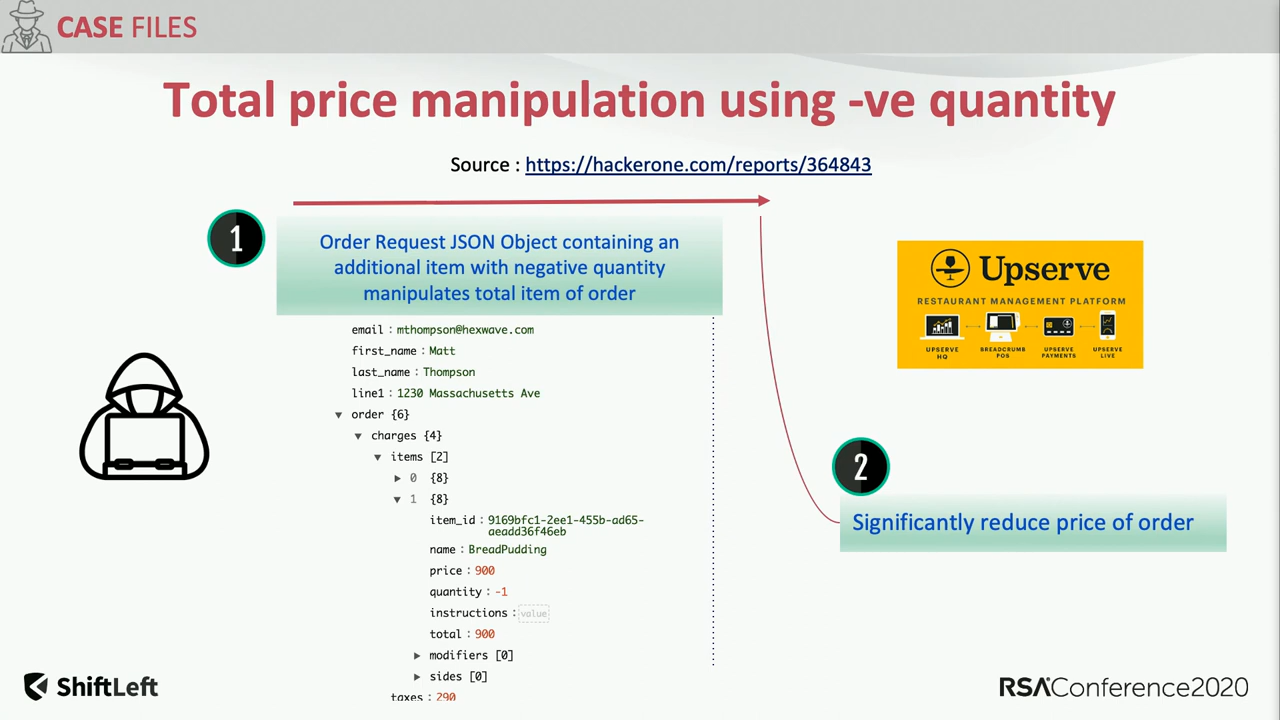 CASE FILES
Total price manipulation using -ve quantity
Source : https://hackerone.com/reports/364843
1
Order Request JSON Object containing an
additional item with negative quantity
manipulates total item of order
email : mthompson@hexwave.com
first_name : Matt
last_name : Thompson
line1 : 1230 Massachusetts Ave
order {6}
charges {4}
items [2]
0 {8}
1 {8}
item_id : 9169bfc1-2ee1-455b-ad65-
aeadd36f46eb
name : BreadPudding
price : 900
quantity : -1
instructions : value
total : 900
modifiers [0]
sides [0]
taxes : 290
Upserve
RESTAURANT MANAGEMENT PLATFORM
UPSERVE HQ
BREADCRUMB POS
UPSERVE PAYMENTS
UPSERVE LIVE
2
Significantly reduce price of order
ShiftLeft
RSAConference2020